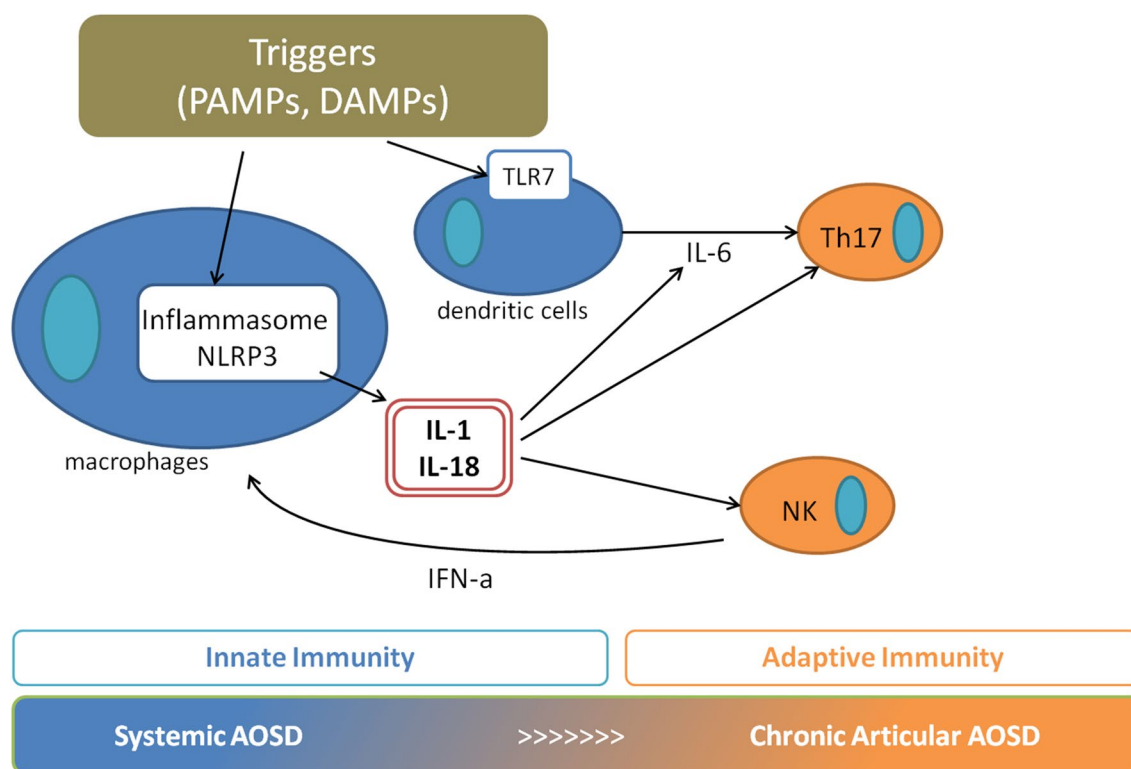 Triggers
(PAMPs, DAMPs)
TLR7
Th17
IL-6
dendritic cells
Inflammasome
NLRP3
IL-1
IL-18
macrophages
NK
IFN-a
Innate Immunity
Adaptive Immunity
Systemic AOSD
>>>>>>>
Chronic Articular AOSD